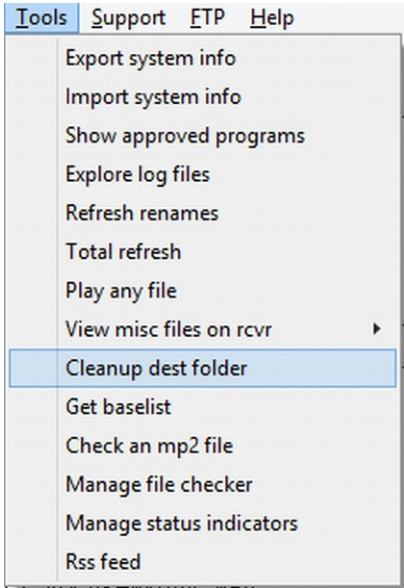 Tools Support FTP Help
Export system info
Import system info
Show approved programs
Explore log files
Refresh renames
Total refresh
Play any file
View misc files on rcvr
Cleanup dest folder
Get baselist
Check an mp2 file
Manage file checker
Manage status indicators
Rss feed